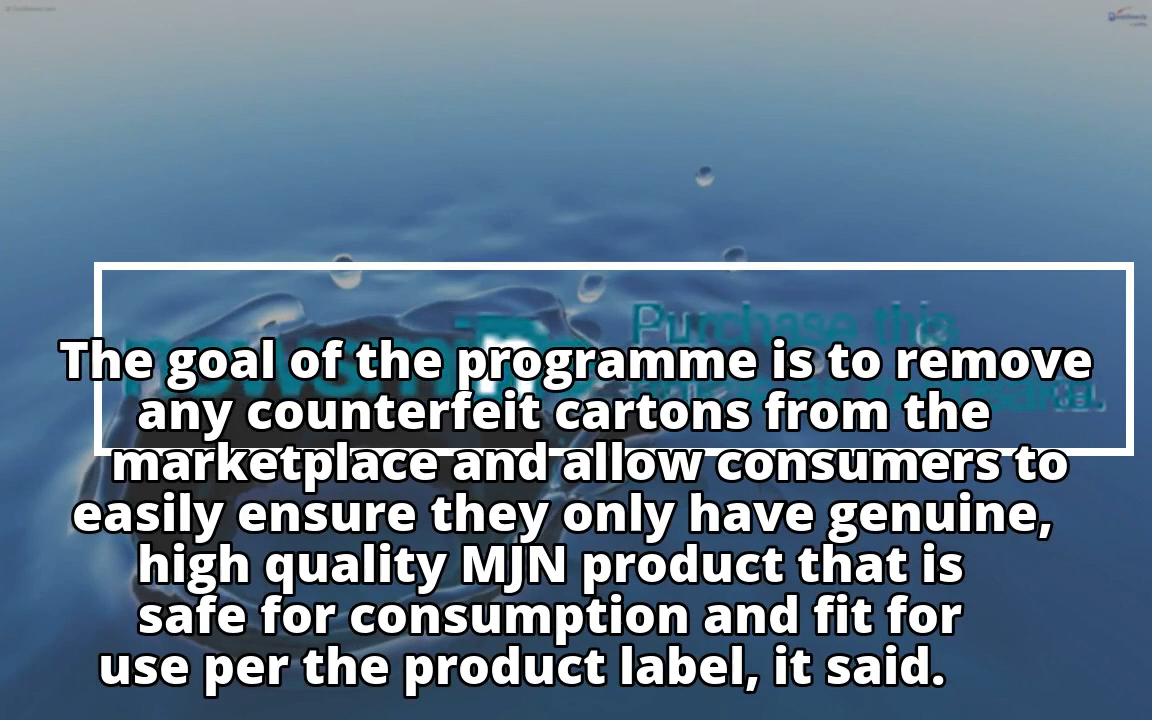 Purchase this
The goal of the programme is to remove
any counterfeit cartons from the
marketplace and allow consumers to
easily ensure they only have genuine,
high quality MJN product that is
safe for consumption and fit for
use per the product label, it said.